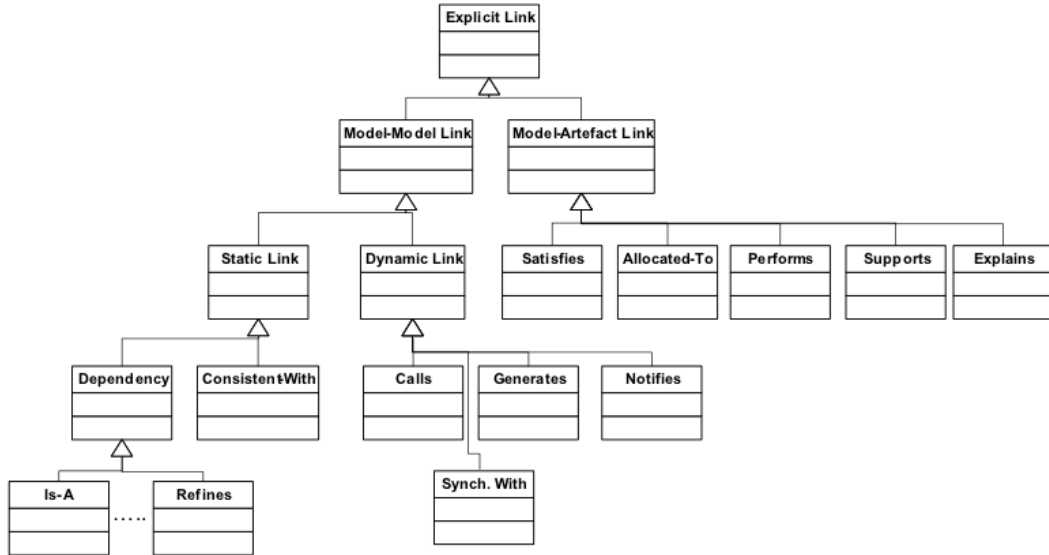 Explicit Link
Model-Model Link
Model-Artefact Link
Static Link
Dynamic Link
Satisfies
Allocated-To
Performs
Supports
Explains
Dependency
Consistent-With
Calls
Generates
Notifies
Is-A
.....
Refines
Synch. With